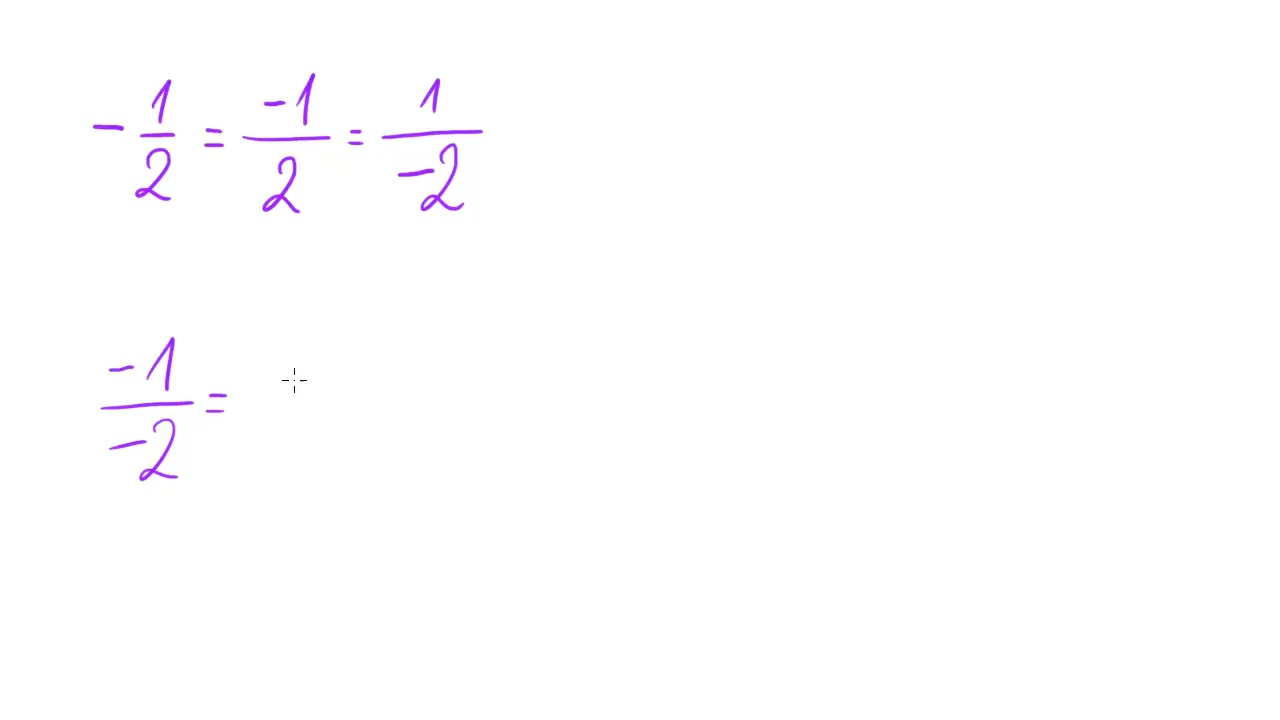 -1/2 = -1/2 = 1/-2
-1/-2 =